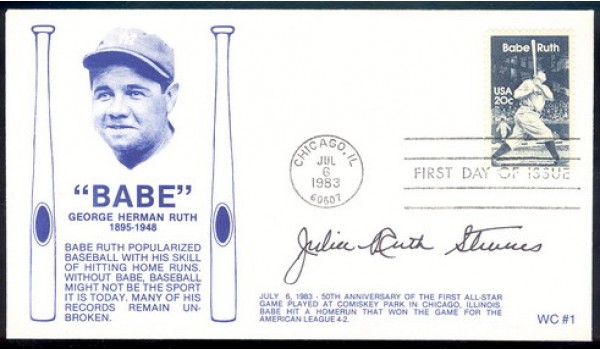 "BABE"
GEORGE HERMAN RUTH
1895-1948
BABE RUTH POPULARIZED
BASEBALL WITH HIS SKILL
OF HITTING HOME RUNS.
WITHOUT BABE, BASEBALL
MIGHT NOT BE THE SPORT
IT IS TODAY. MANY OF HIS
RECORDS REMAIN UN-
BROKEN.
Babe Ruth
USA
20c
CHICAGO, IL
JUL
6
1983
60607
FIRST DAY OF ISSUE
Julia Ruth Stevens
JULY 6, 1983 - 50TH ANNIVERSARY OF THE FIRST ALL-STAR
GAME PLAYED AT COMISKEY PARK IN CHICAGO, ILLINOIS.
BABE HIT A HOMERUN THAT WON THE GAME FOR THE
AMERICAN LEAGUE 4-2.
WC #1